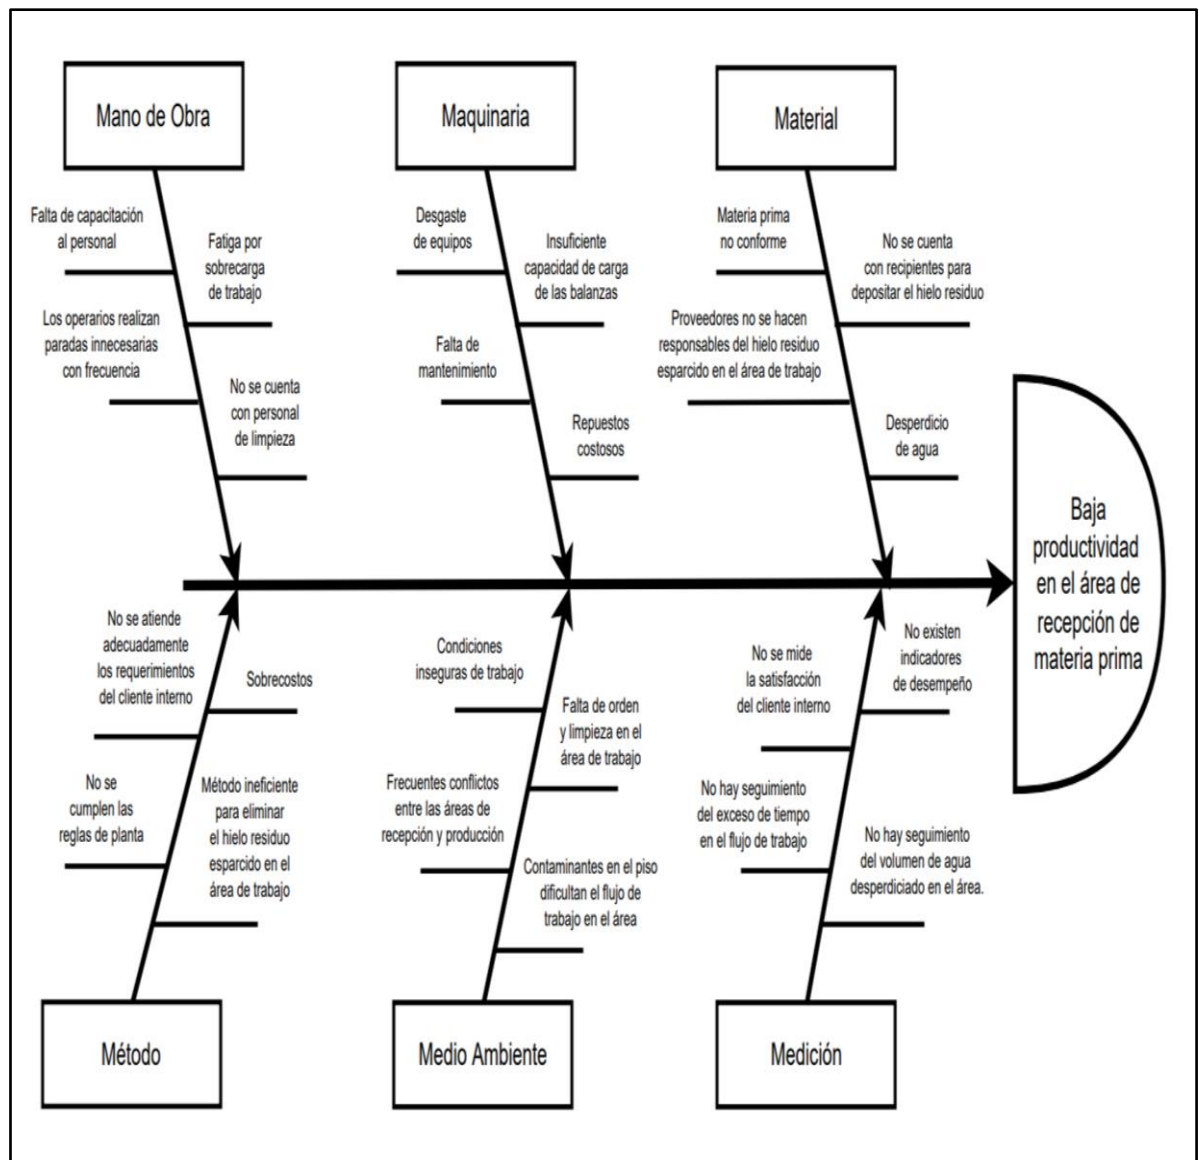 Mano de Obra
Maquinaria
Material
Falta de capacitación
al personal
Fatiga por
sobrecarga
de trabajo
Los operarios realizan
paradas innecesarias
con frecuencia
No se cuenta
con personal
de limpieza
Desgaste
de equipos
Insuficiente
capacidad de carga
de las balanzas
Falta de
mantenimiento
Repuestos
costosos
Materia prima
no conforme
No se cuenta
con recipientes para
depositar el hielo residuo
Proveedores no se hacen
responsables del hielo residuo
esparcido en el área de trabajo
Desperdicio
de agua
Baja
productividad
en el área de
recepción de
materia prima
No se atiende
adecuadamente
los requerimientos
del cliente interno
Sobrecostos
No se
cumplen las
reglas de planta
Método ineficiente
para eliminar
el hielo residuo
esparcido en el
área de trabajo
Condiciones
inseguras de trabajo
Falta de orden
y limpieza en el
área de trabajo
Frecuentes conflictos
entre las áreas de
recepción y producción
Contaminantes en el piso
dificultan el flujo de
trabajo en el área
No se mide
la satisfacción
del cliente interno
No existen
indicadores
de desempeño
No hay seguimiento
del exceso de tiempo
en el flujo de trabajo
No hay seguimiento
del volumen de agua
desperdiciado en el área.
Método
Medio Ambiente
Medición